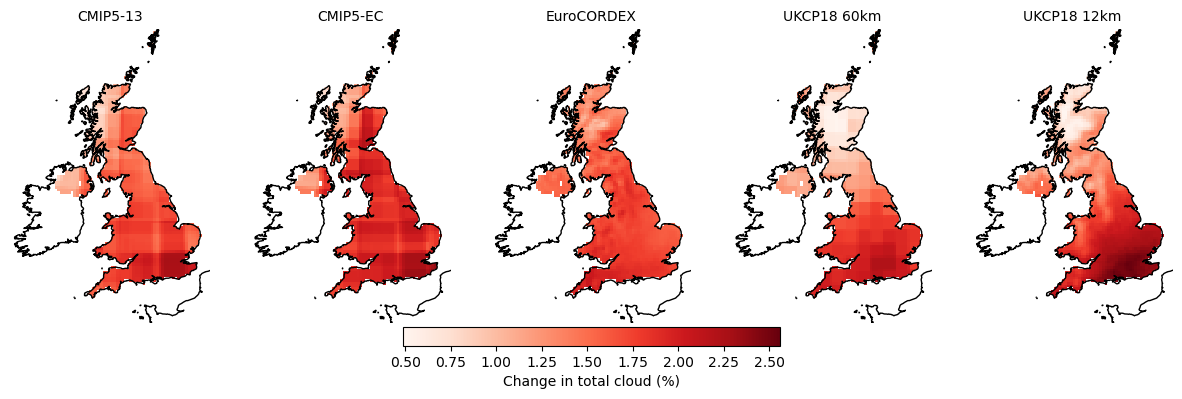 CMIP5-13 CMIP5-EC EuroCORDEX UKCP18 60km UKCP18 12km
0.50 0.75 1.00 1.25 1.50 1.75 2.00 2.25 2.50
Change in total cloud (%)